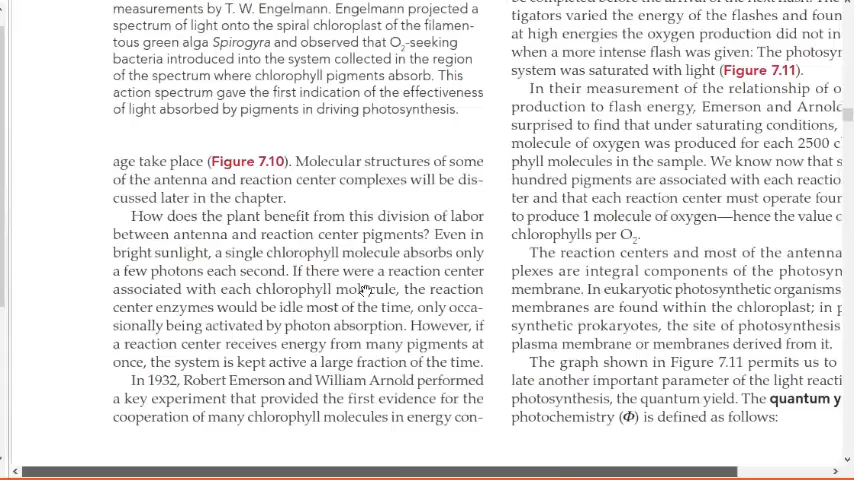 measurements by T. W. Engelmann. Engelmann projected a
spectrum of light onto the spiral chloroplast of the filamen-
tous green alga Spirogyra and observed that O2-seeking
bacteria introduced into the system collected in the region
of the spectrum where chlorophyll pigments absorb. This
action spectrum gave the first indication of the effectiveness
of light absorbed by pigments in driving photosynthesis.
age take place (Figure 7.10). Molecular structures of some
of the antenna and reaction center complexes will be dis-
cussed later in the chapter.
How does the plant benefit from this division of labor
between antenna and reaction center pigments? Even in
bright sunlight, a single chlorophyll molecule absorbs only
a few photons each second. If there were a reaction center
associated with each chlorophyll molecule, the reaction
center enzymes would be idle most of the time, only occa-
sionally being activated by photon absorption. However, if
a reaction center receives energy from many pigments at
once, the system is kept active a large fraction of the time.
In 1932, Robert Emerson and William Arnold performed
a key experiment that provided the first evidence for the
cooperation of many chlorophyll molecules in energy con-
tigators varied the energy of the flashes and foun
at high energies the oxygen production did not in
when a more intense flash was given: The photosyn
system was saturated with light (Figure 7.11).
In their measurement of the relationship of o
production to flash energy, Emerson and Arnold
surprised to find that under saturating conditions,
molecule of oxygen was produced for each 2500 c
phyll molecules in the sample. We know now that s
hundred pigments are associated with each reactio
ter and that each reaction center must operate four
to produce 1 molecule of oxygen—hence the value o
chlorophylls per O2.
The reaction centers and most of the antenna
plexes are integral components of the photosyn
membrane. In eukaryotic photosynthetic organisms
membranes are found within the chloroplast; in p
synthetic prokaryotes, the site of photosynthesis
plasma membrane or membranes derived from it.
The graph shown in Figure 7.11 permits us to
late another important parameter of the light reacti
photosynthesis, the quantum yield. The quantum y
photochemistry (Φ) is defined as follows: